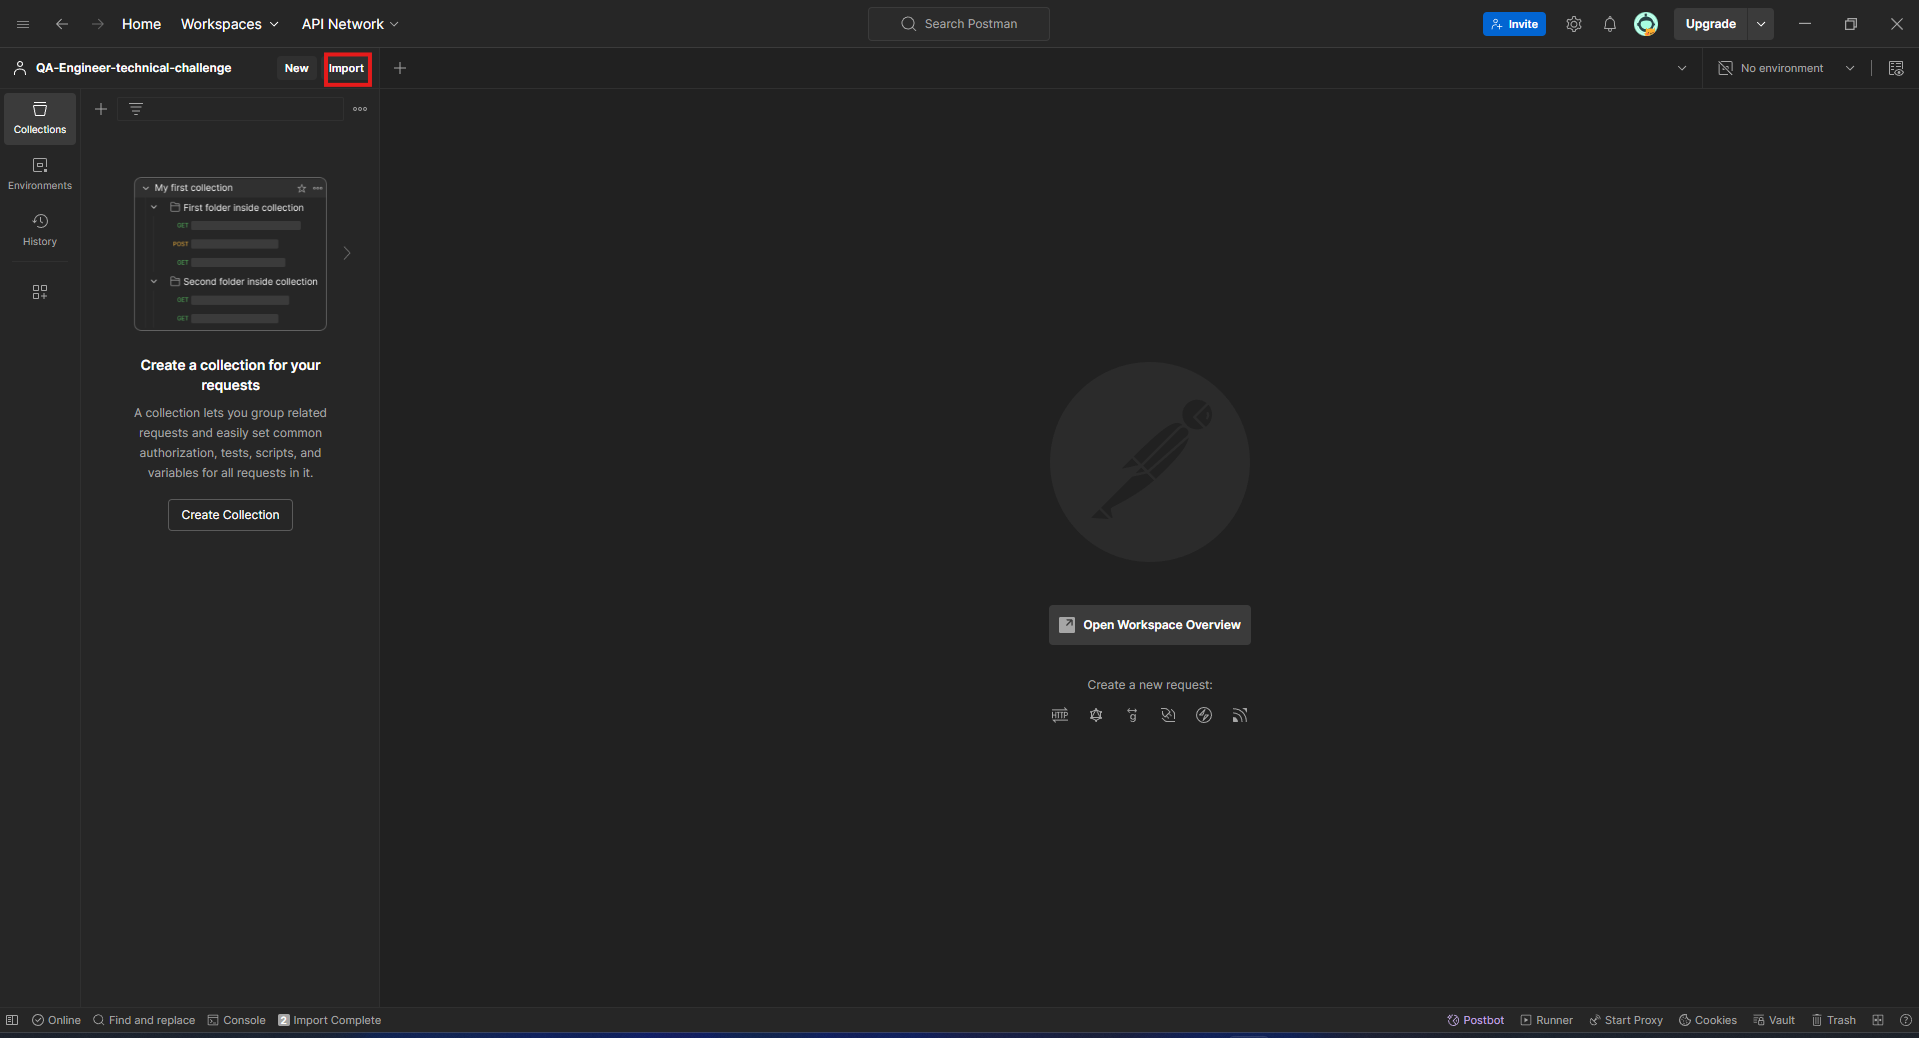 Home Workspaces API Network Search Postman Invite Upgrade
QA-Engineer-technical-challenge New Import No environment
Collections
Environments
History
My first collection
First folder inside collection
GET
POST
GET
Second folder inside collection
GET
GET
Create a collection for your
requests
A collection lets you group related
requests and easily set common
authorization, tests, scripts, and
variables for all requests in it.
Create Collection
Open Workspace Overview
Create a new request:
HTTP
g
Online Find and replace Console 2 Import Complete Postbot Runner Start Proxy Cookies Vault Trash